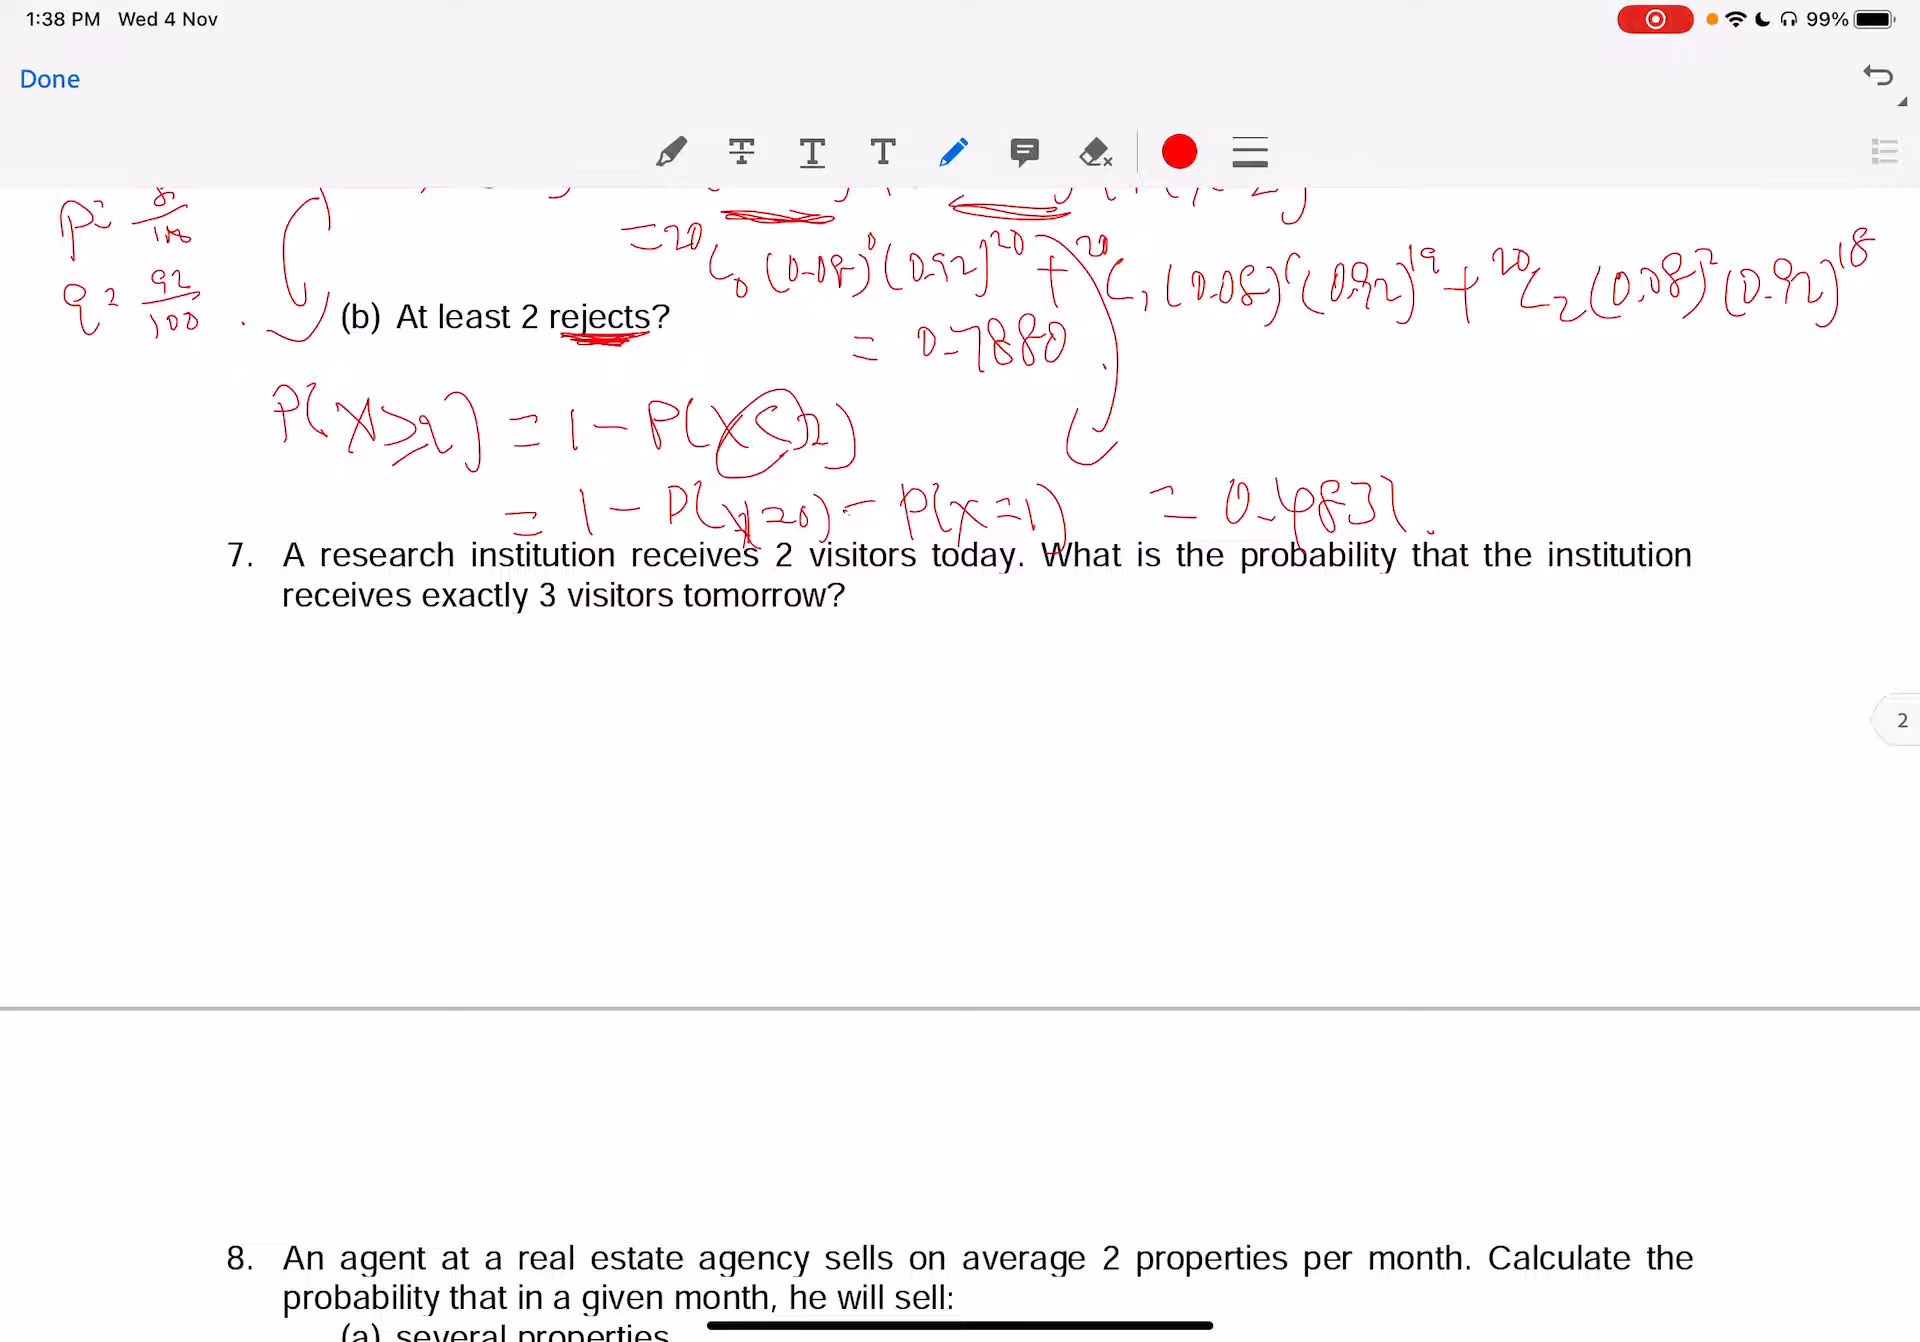 1:38 PM Wed 4 Nov
99%
Done
p = 8/100
q = 92/100
= ²⁰C₀ (0.08)⁰ (0.92)²⁰ + ²⁰C₁ (0.08)¹ (0.92)¹⁹ + ²⁰C₂ (0.08)² (0.92)¹⁸
(b) At least 2 rejects?
= 0.7880
P(X ≥ 2) = 1 - P(X < 2)
= 1 - P(X=0) - P(X=1) = 0.4831
7. A research institution receives 2 visitors today. What is the probability that the institution
receives exactly 3 visitors tomorrow?
2
8. An agent at a real estate agency sells on average 2 properties per month. Calculate the
probability that in a given month, he will sell:
(a) several properties